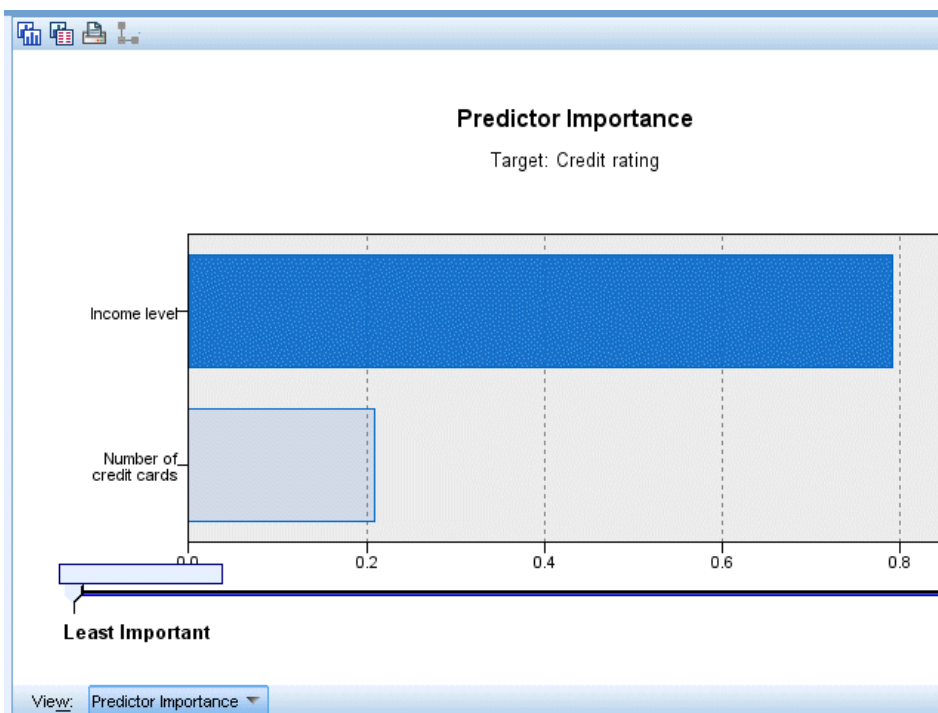 Predictor Importance
Target: Credit rating
Income level
Number of
credit cards
0.0
0.2
0.4
0.6
0.8
Least Important
View:
Predictor Importance